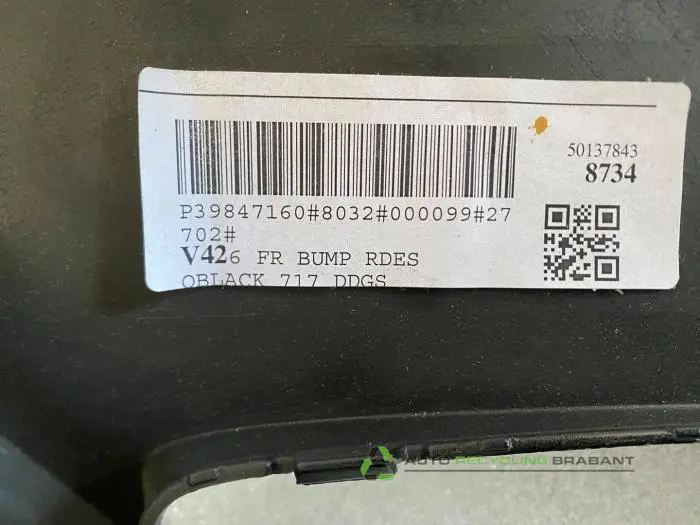 50137843
8734
P39847160#8032#000099#27
702#
V426 FR BUMP RDES
OBLACK 717 DDGS
AUTO RECYCLING BRABANT